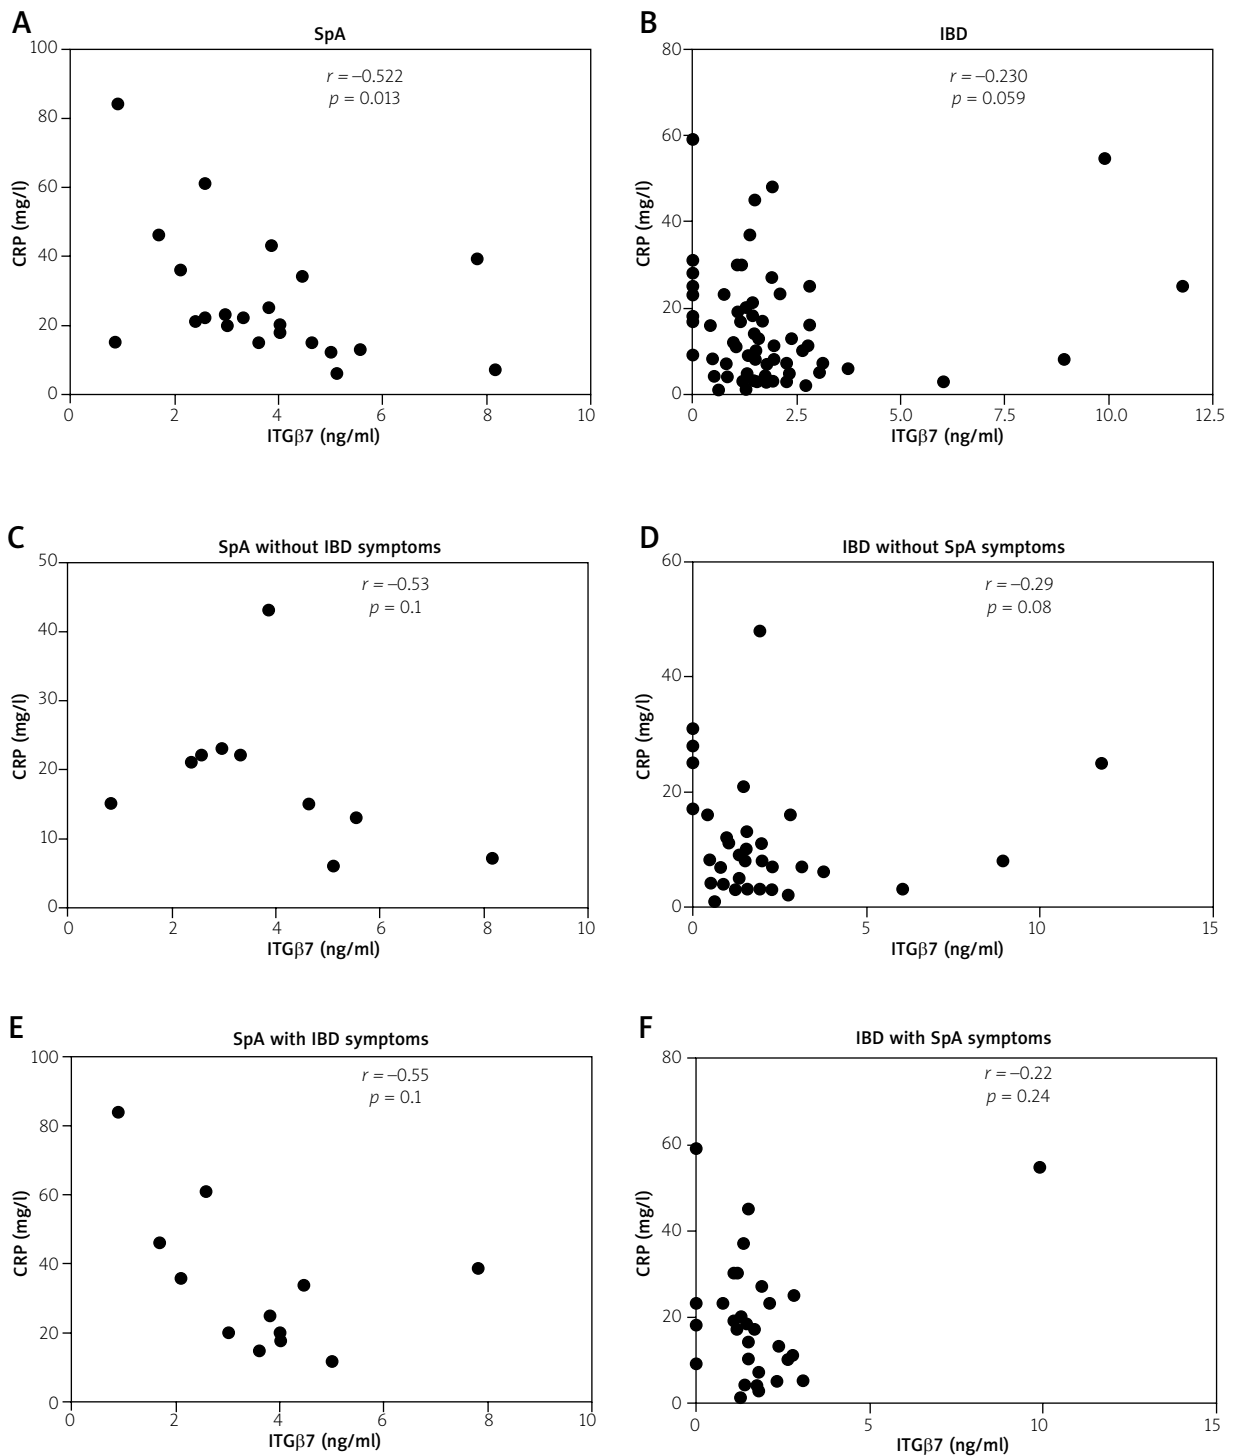 A
SpA
r = –0.522
p = 0.013
100
80
60
40
20
0
CRP (mg/l)
0 2 4 6 8 10
ITGβ7 (ng/ml)
B
IBD
r = –0.230
p = 0.059
80
60
40
20
0
CRP (mg/l)
0 2.5 5.0 7.5 10.0 12.5
ITGβ7 (ng/ml)
C
SpA without IBD symptoms
r = –0.53
p = 0.1
50
40
30
20
10
0
CRP (mg/l)
0 2 4 6 8 10
ITGβ7 (ng/ml)
D
IBD without SpA symptoms
r = –0.29
p = 0.08
60
40
20
0
CRP (mg/l)
0 5 10 15
ITGβ7 (ng/ml)
E
SpA with IBD symptoms
r = –0.55
p = 0.1
100
80
60
40
20
0
CRP (mg/l)
0 2 4 6 8 10
ITGβ7 (ng/ml)
F
IBD with SpA symptoms
r = –0.22
p = 0.24
80
60
40
20
0
CRP (mg/l)
0 5 10 15
ITGβ7 (ng/ml)